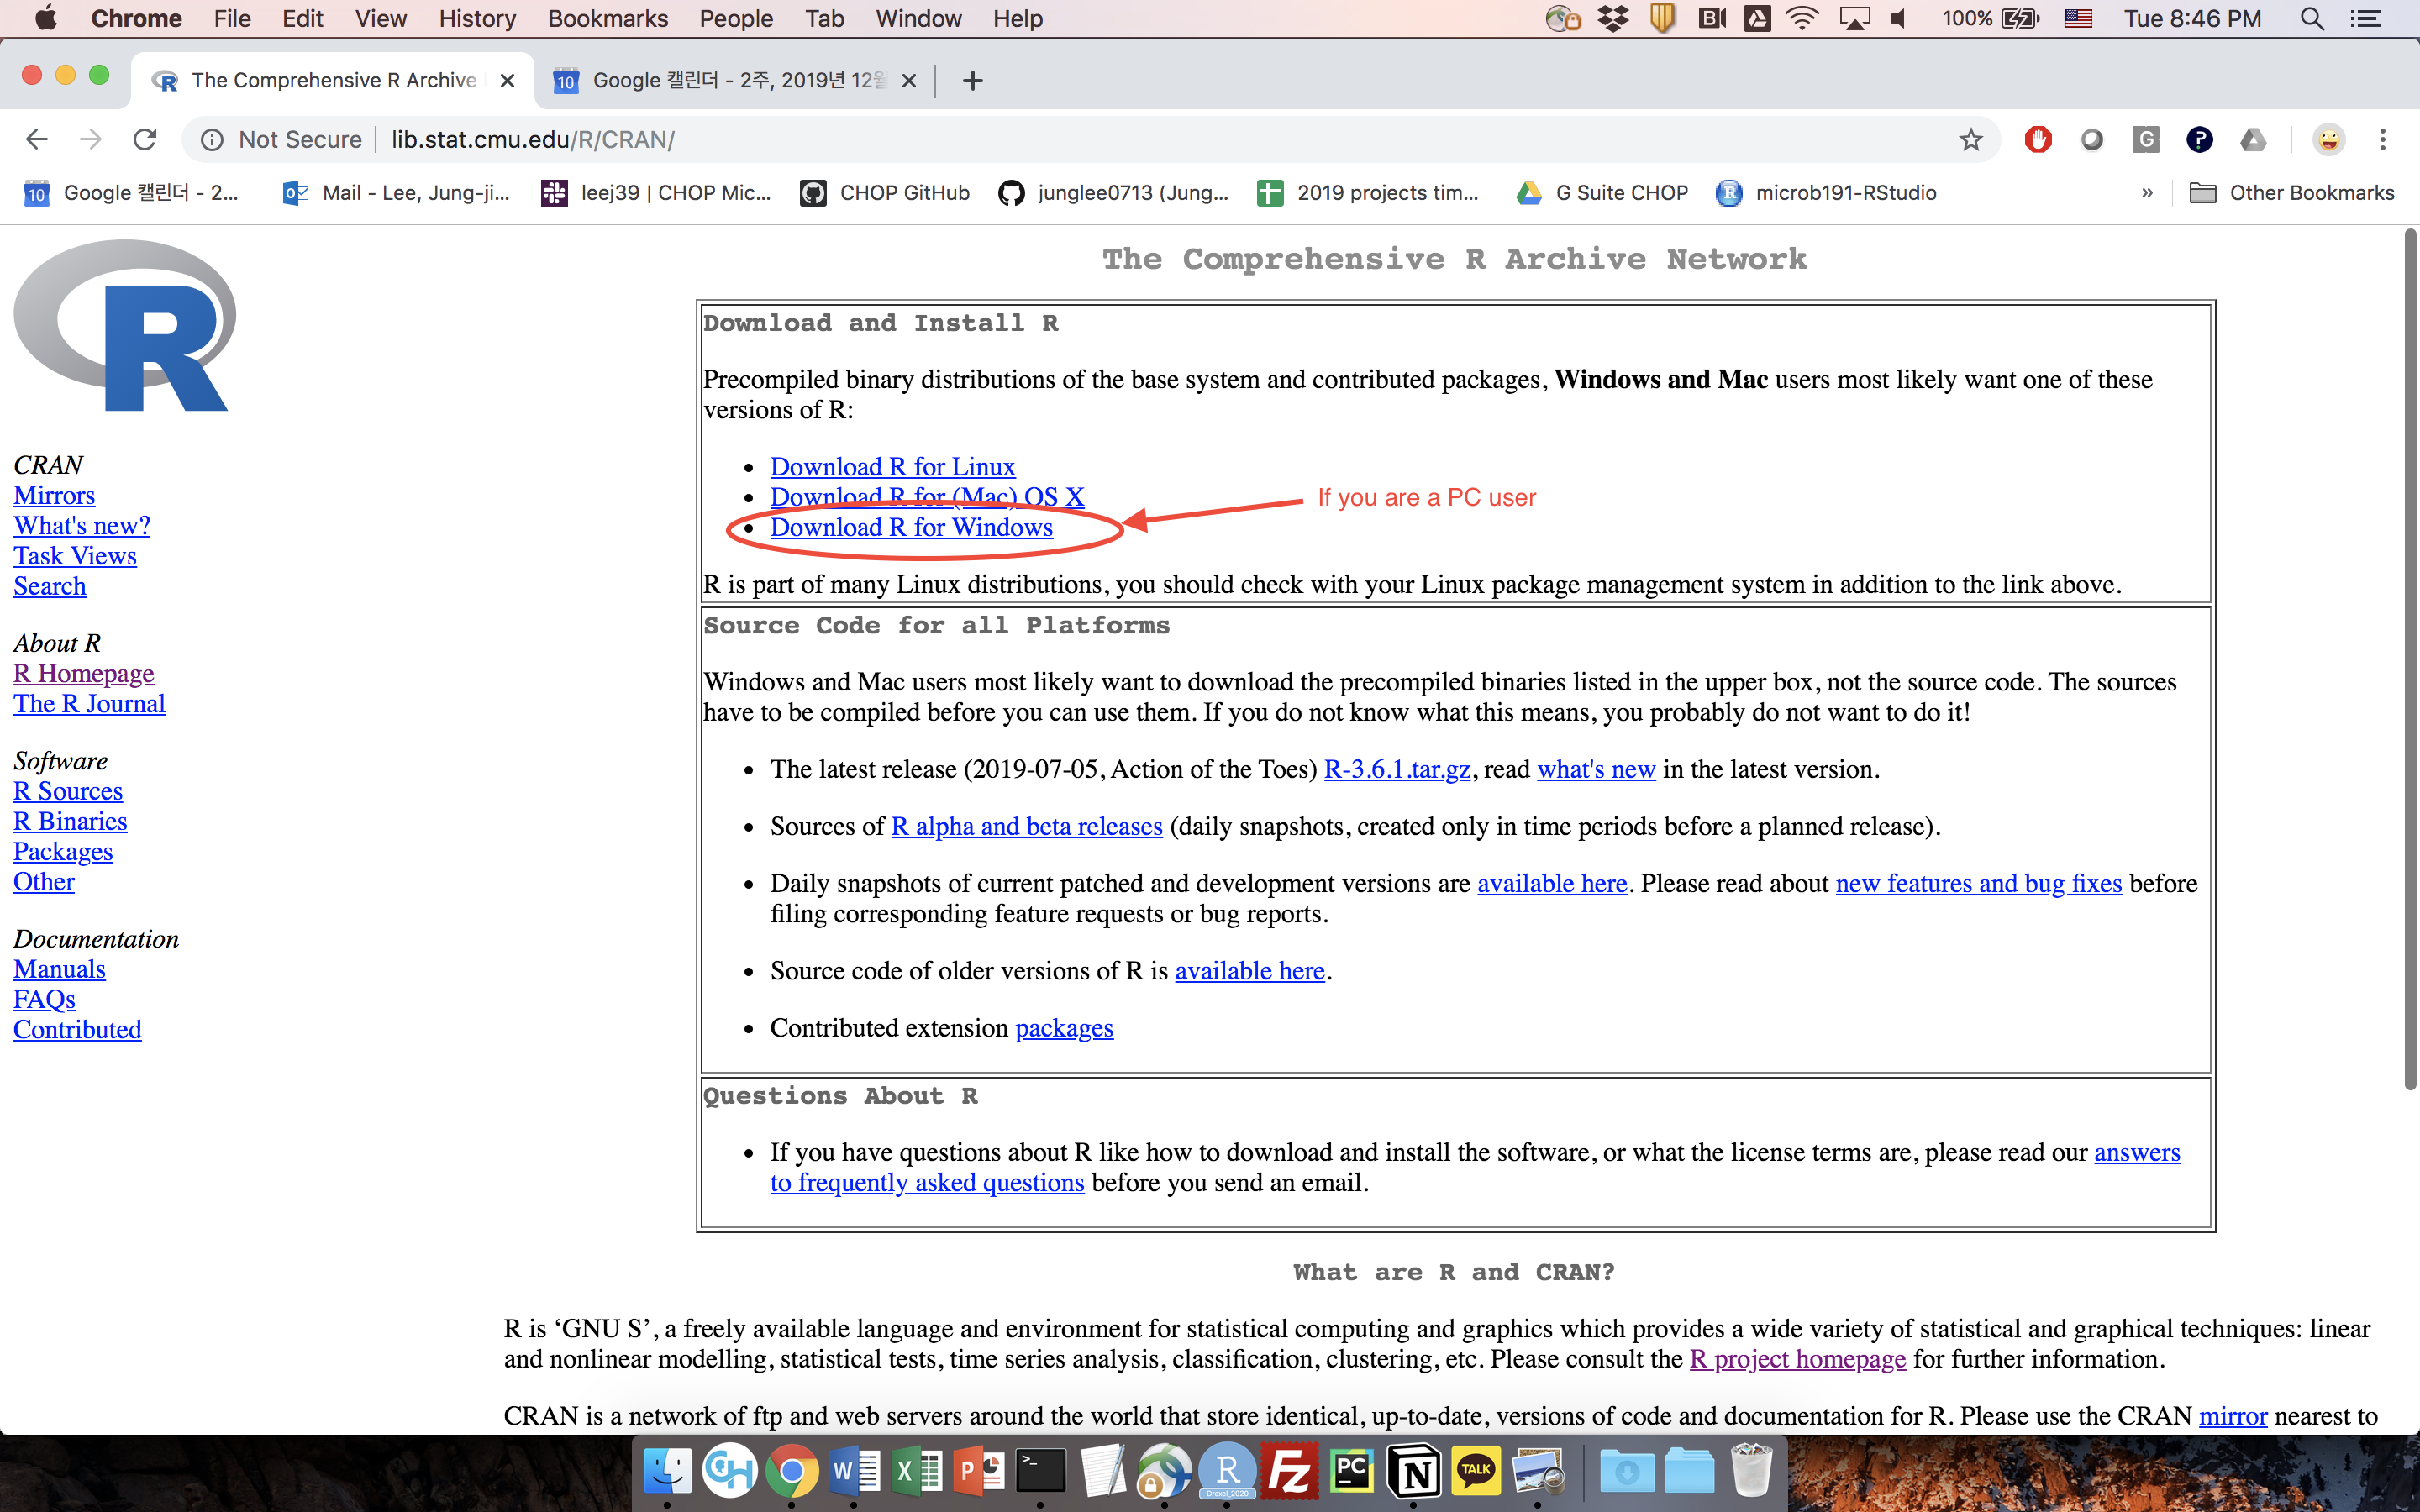 Chrome File Edit View History Bookmarks People Tab Window Help 100% Tue 8:46 PM
The Comprehensive R Archive
10 Google 캘린더 - 2주, 2019년 12월
Not Secure lib.stat.cmu.edu/R/CRAN/
10 Google 캘린더 - 2... Mail - Lee, Jung-ji... leej39 | CHOP Mic... CHOP GitHub junglee0713 (Jung... 2019 projects tim... G Suite CHOP microb191-RStudio » Other Bookmarks
R
CRAN
Mirrors
What's new?
Task Views
Search
About R
R Homepage
The R Journal
Software
R Sources
R Binaries
Packages
Other
Documentation
Manuals
FAQs
Contributed
The Comprehensive R Archive Network
Download and Install R
Precompiled binary distributions of the base system and contributed packages, Windows and Mac users most likely want one of these
versions of R:
Download R for Linux
Download R for (Mac) OS X
Download R for Windows
If you are a PC user
R is part of many Linux distributions, you should check with your Linux package management system in addition to the link above.
Source Code for all Platforms
Windows and Mac users most likely want to download the precompiled binaries listed in the upper box, not the source code. The sources
have to be compiled before you can use them. If you do not know what this means, you probably do not want to do it!
The latest release (2019-07-05, Action of the Toes) R-3.6.1.tar.gz, read what's new in the latest version.
Sources of R alpha and beta releases (daily snapshots, created only in time periods before a planned release).
Daily snapshots of current patched and development versions are available here. Please read about new features and bug fixes before
filing corresponding feature requests or bug reports.
Source code of older versions of R is available here.
Contributed extension packages
Questions About R
If you have questions about R like how to download and install the software, or what the license terms are, please read our answers
to frequently asked questions before you send an email.
What are R and CRAN?
R is ‘GNU S’, a freely available language and environment for statistical computing and graphics which provides a wide variety of statistical and graphical techniques: linear
and nonlinear modelling, statistical tests, time series analysis, classification, clustering, etc. Please consult the R project homepage for further information.
CRAN is a network of ftp and web servers around the world that store identical, up-to-date, versions of code and documentation for R. Please use the CRAN mirror nearest to
W X P >_ R Drexel_2020 Fz PC N TALK